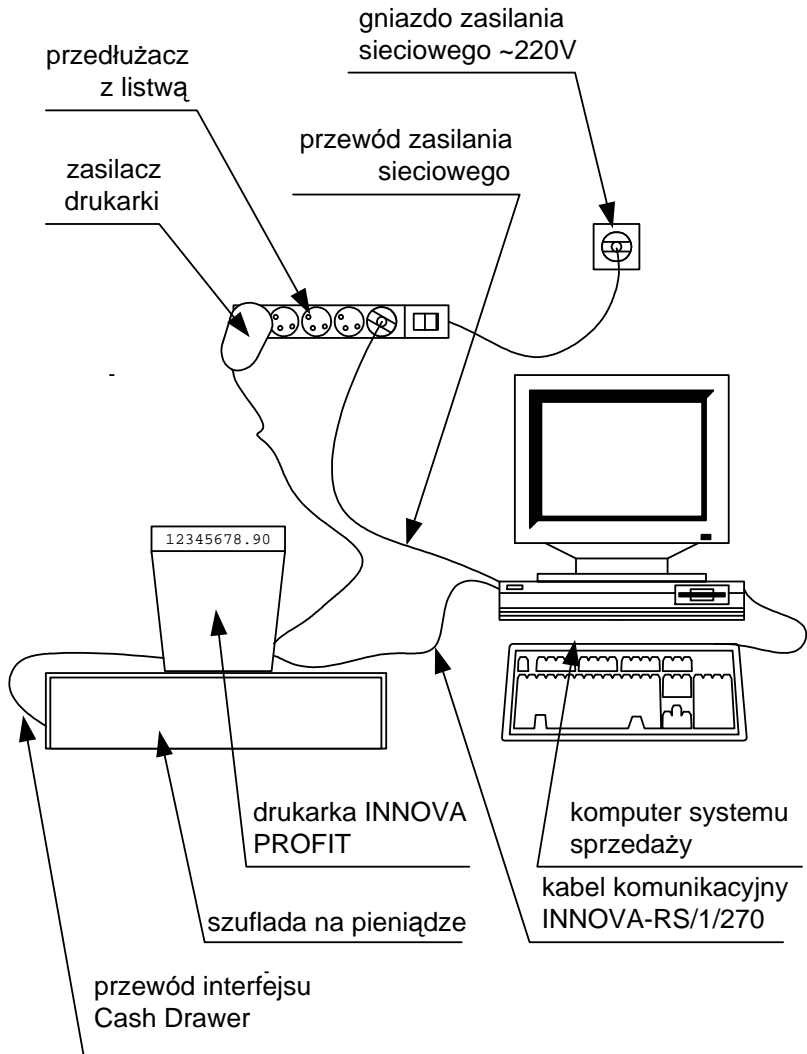 gniazdo zasilania
sieciowego ~220V
przedłużacz
z listwą
przewód zasilania
sieciowego
zasilacz
drukarki
12345678.90
drukarka INNOVA
PROFIT
komputer systemu
sprzedaży
kabel komunikacyjny
INNOVA-RS/1/270
szuflada na pieniądze
przewód interfejsu
Cash Drawer